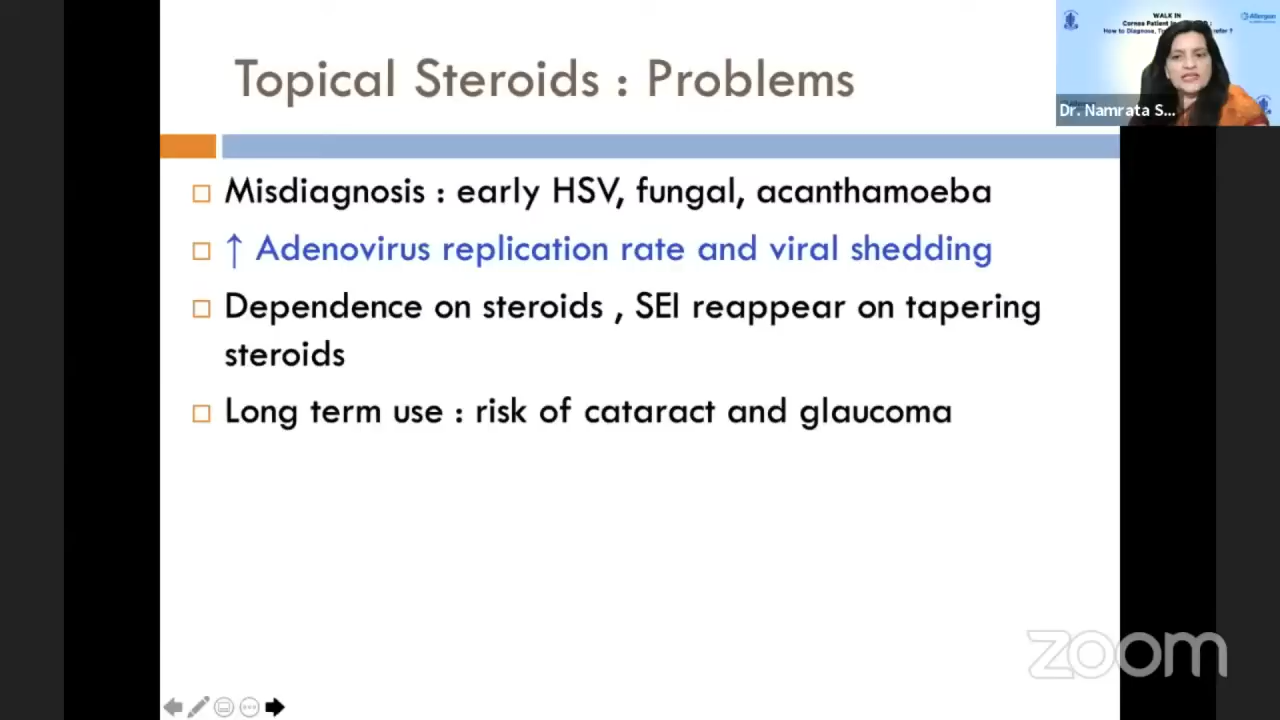 Topical Steroids : Problems
Misdiagnosis : early HSV, fungal, acanthamoeba
↑ Adenovirus replication rate and viral shedding
Dependence on steroids , SEI reappear on tapering
steroids
Long term use : risk of cataract and glaucoma
WALK IN
Cornea Patient
How to Diagnose,
refer ?
Allergan
Dr. Namrata S...
zoom